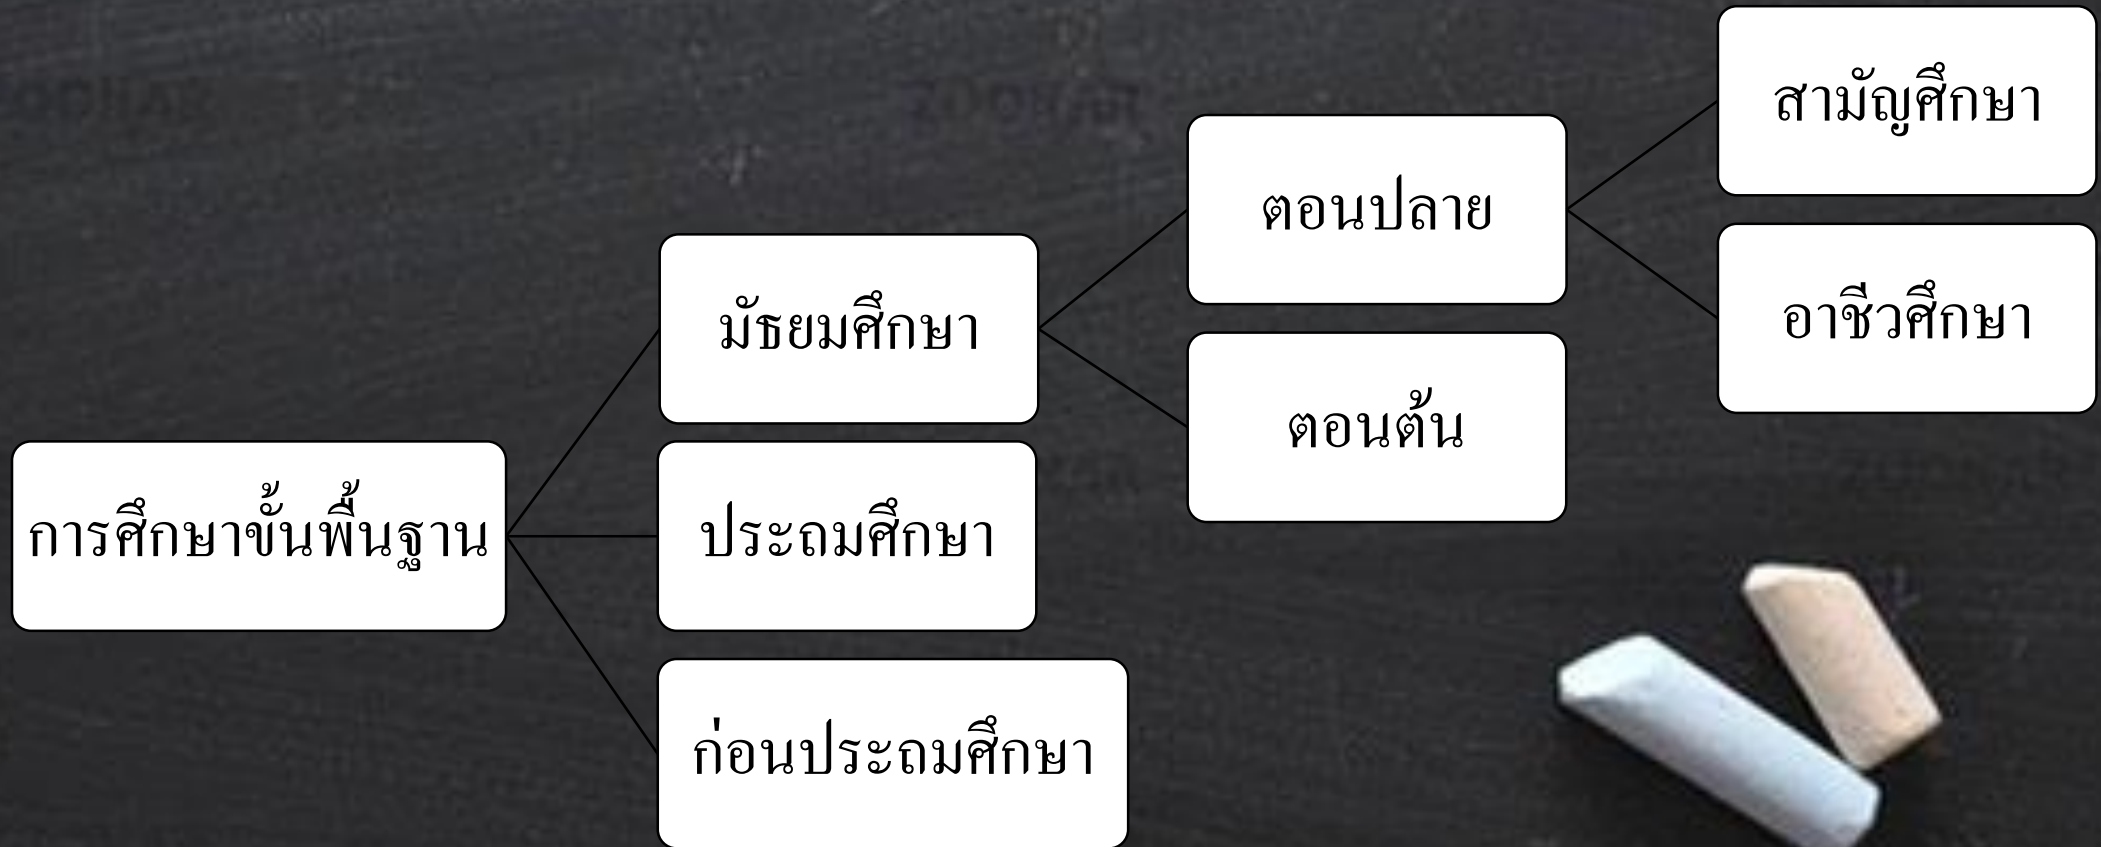 การศึกษาขั้นพื้นฐาน
มัธยมศึกษา
ตอนปลาย
สามัญศึกษา
อาชีวศึกษา
ตอนต้น
ประถมศึกษา
ก่อนประถมศึกษา